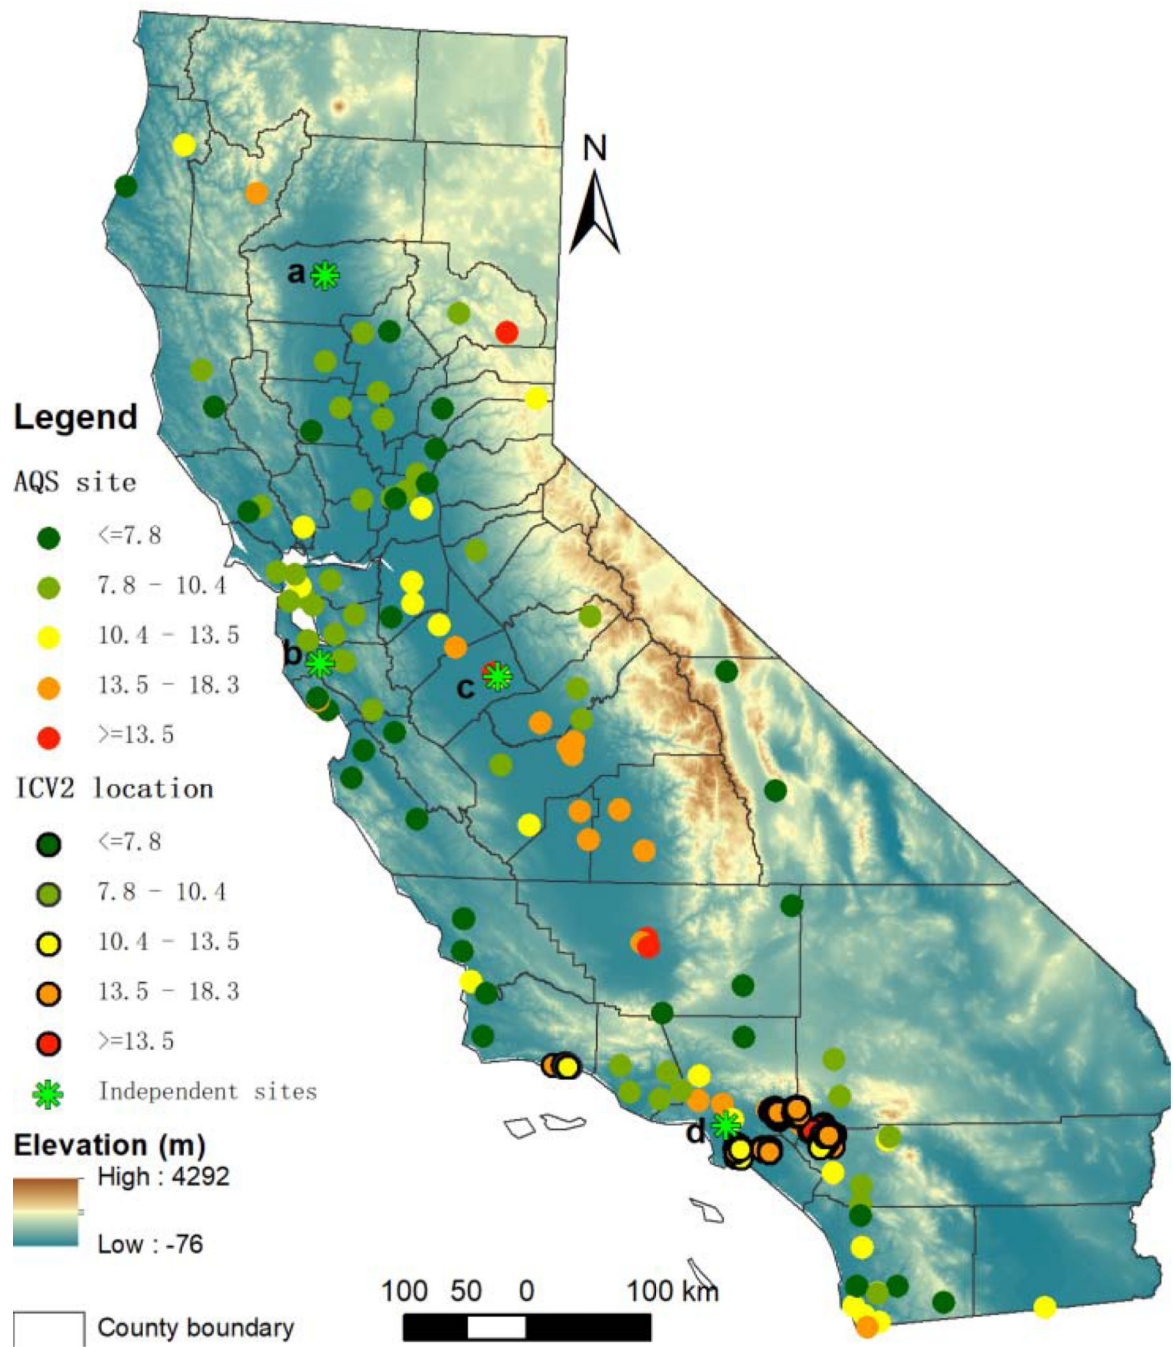 N
a
Legend
AQS site
<=7.8
7.8 - 10.4
10.4 - 13.5
b
13.5 - 18.3
c
>=13.5
ICV2 location
<=7.8
7.8 - 10.4
10.4 - 13.5
13.5 - 18.3
>=13.5
Independent sites
d
Elevation (m)
High : 4292
Low : -76
100 50 0 100 km
County boundary